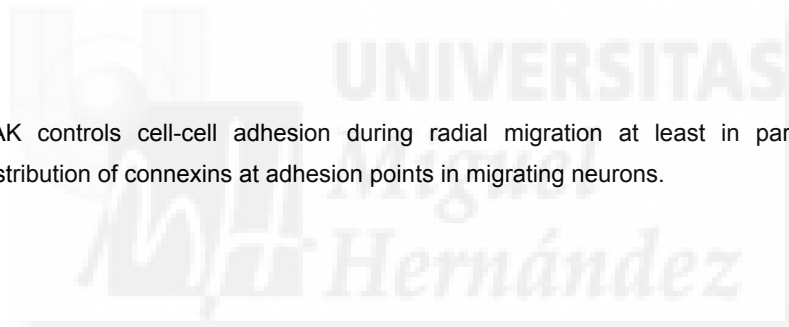 UNIVERSITAS
AK controls cell-cell adhesion during radial migration at least in par
stribution of connexins at adhesion points in migrating neurons.
Miguel
Hernández